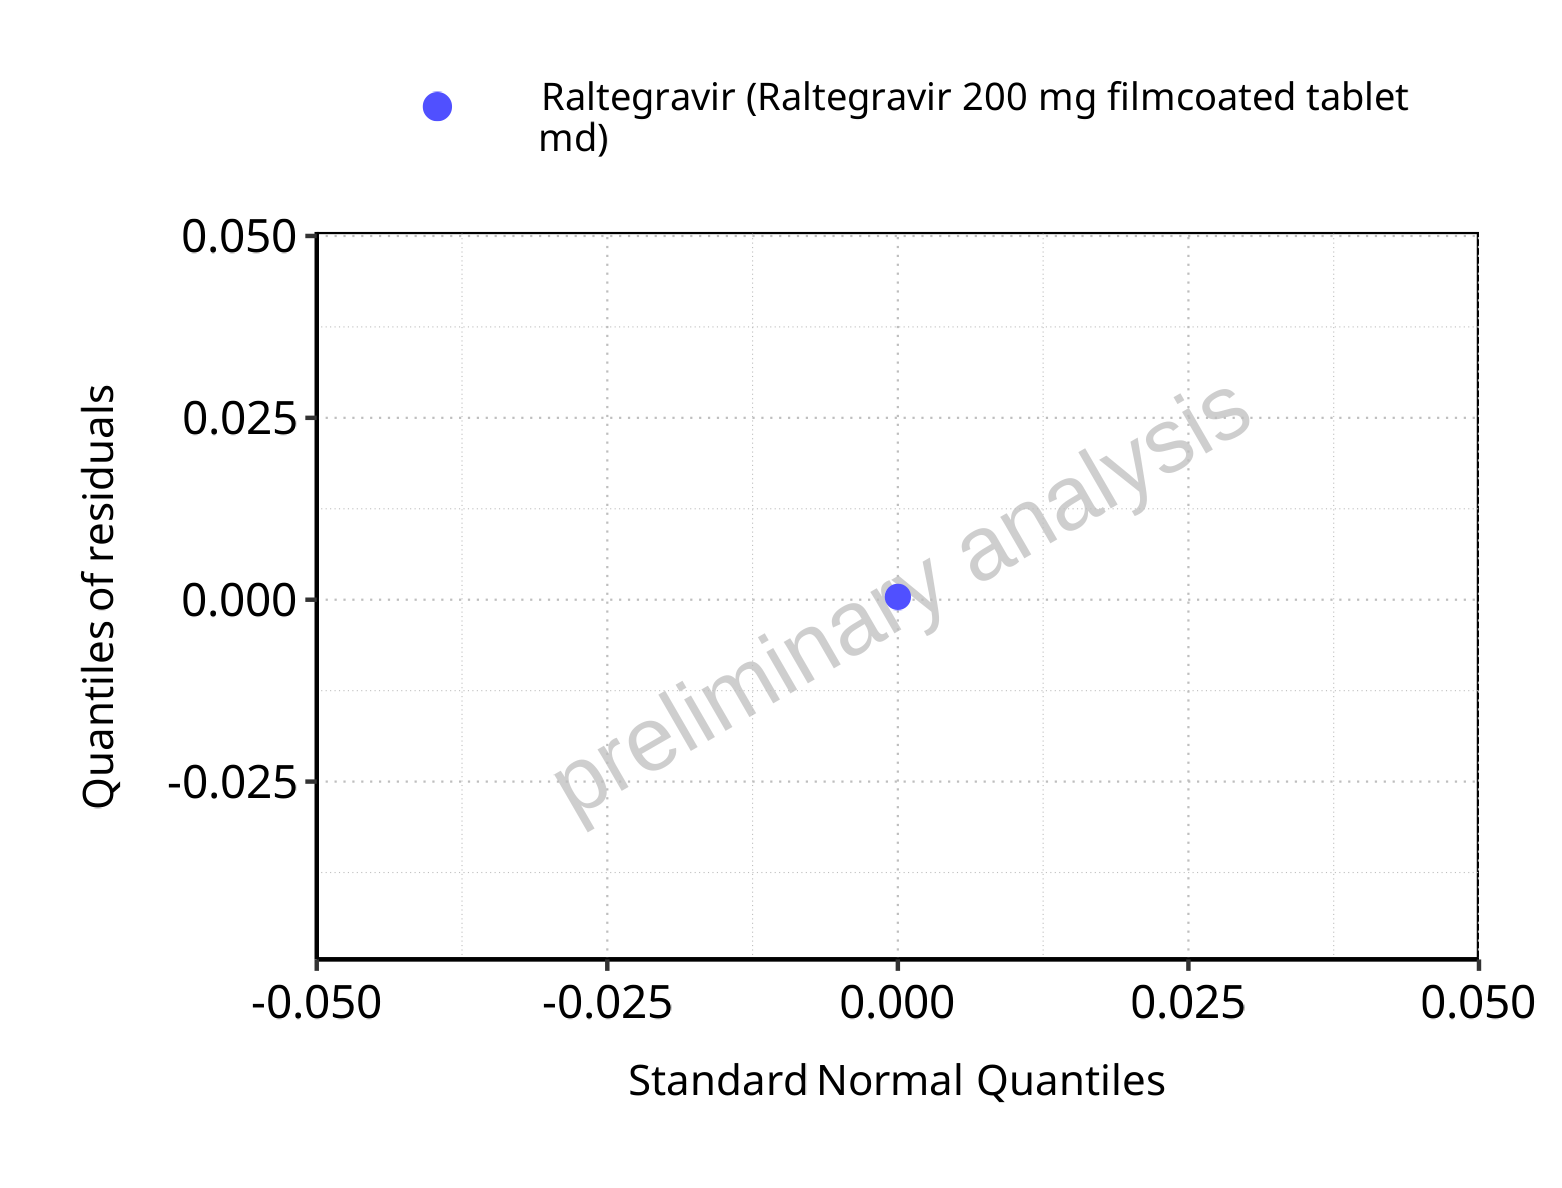 Raltegravir (Raltegravir 200 mg filmcoated tablet
md)
0.050
0.025
0.000
-0.025
Quantiles of residuals
preliminary analysis
-0.050 -0.025 0.000 0.025 0.050
Standard Normal Quantiles